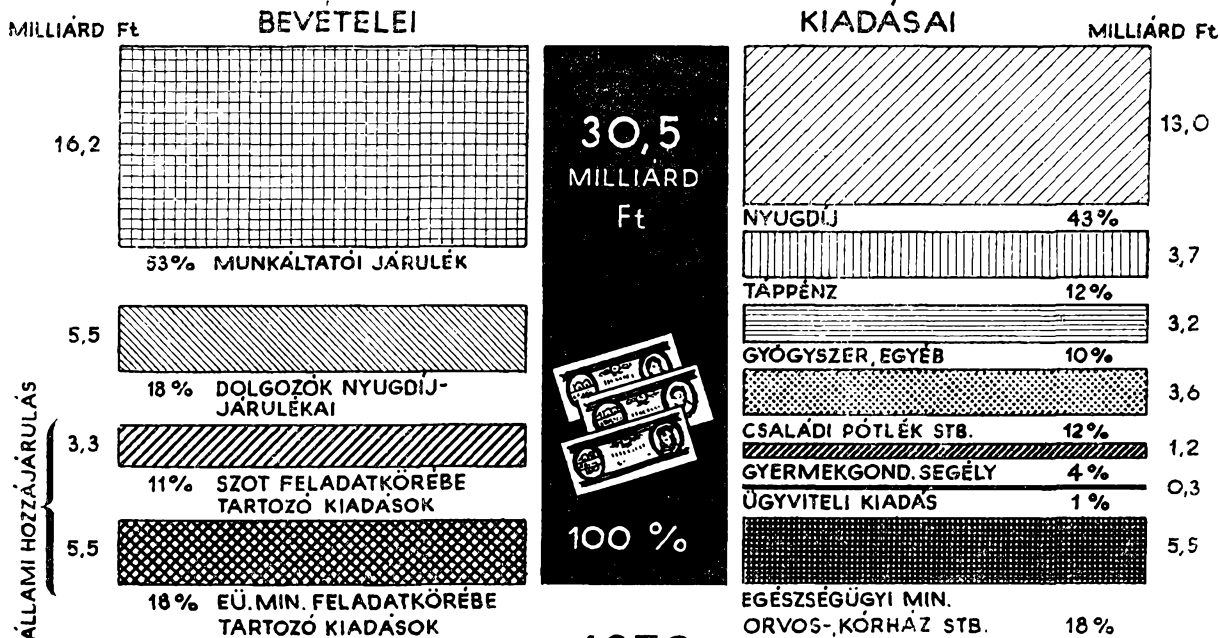 BEVÉTELEI
MILLIÁRD Ft
16,2
53% MUNKÁLTATÓI JÁRULÉK
5,5
18% DOLGOZÓK NYUGDÍJ-
JÁRULÉKAI
ÁLLAMI HOZZÁJÁRULÁS
3,3
11% SZOT FELADATKÖRÉBE
TARTOZÓ KIADÁSOK
5,5
18% EÜ. MIN. FELADATKÖRÉBE
TARTOZÓ KIADÁSOK
30,5
MILLIÁRD
Ft
100 %
KIADÁSAI
MILLIÁRD Ft
13,0
NYUGDÍJ 43%
3,7
TÁPPÉNZ 12%
3,2
GYÓGYSZER, EGYÉB 10%
3,6
CSALÁDI PÓTLÉK STB. 12%
1,2
GYERMEKGOND. SEGÉLY 4%
0,3
ÜGYVITELI KIADÁS 1%
5,5
EGÉSZSÉGÜGYI MIN.
ORVOS-, KÓRHÁZ STB. 18%